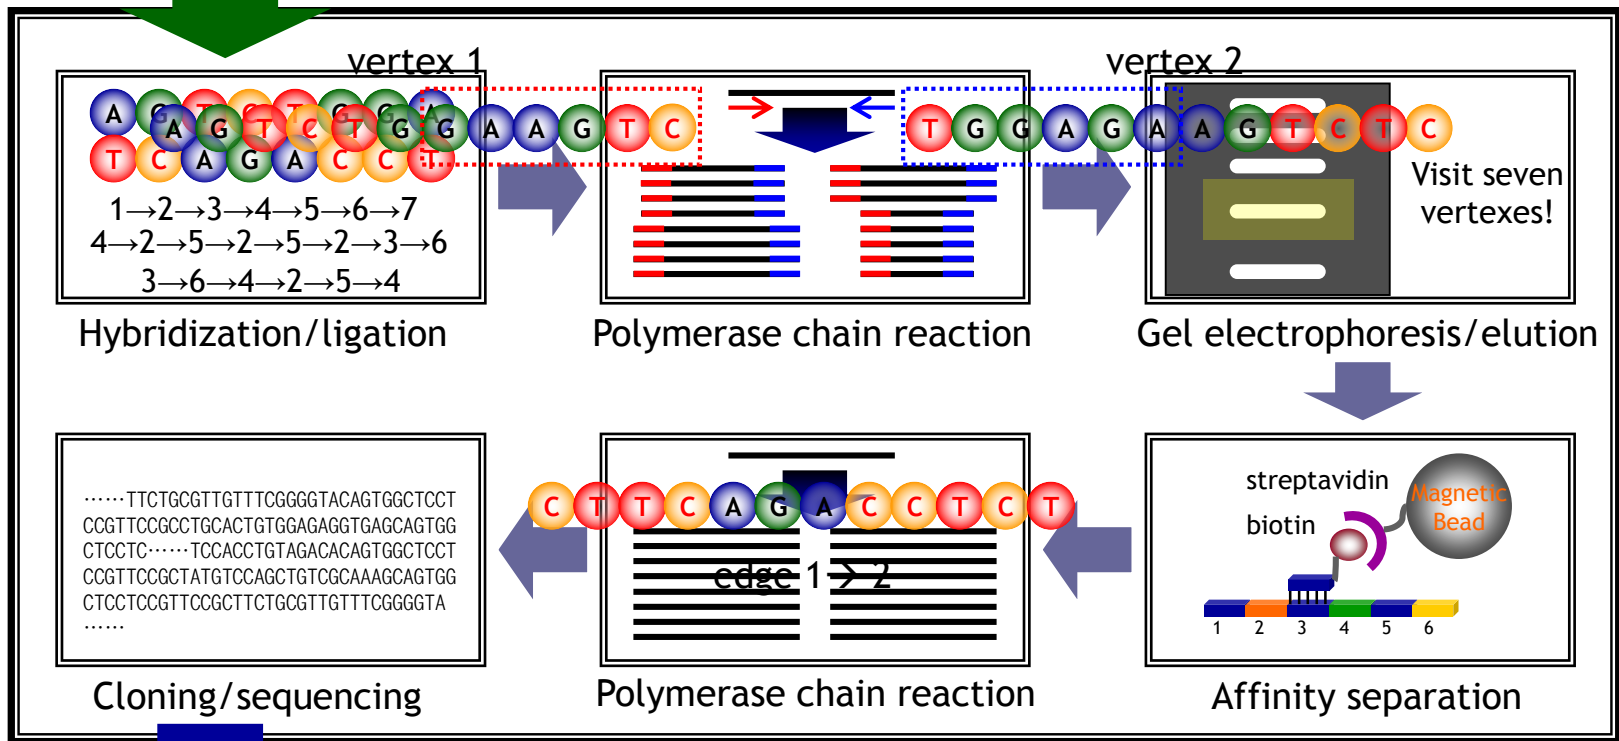 vertex 1
vertex 2
A G T C T G G A
A G T C T G G A A G T C
T C A G A C C T
T G G A G A A G T C T C
1→2→3→4→5→6→7
4→2→5→2→5→2→3→6
3→6→4→2→5→4
Visit seven
vertexes!
Hybridization/ligation
Polymerase chain reaction
Gel electrophoresis/elution
……TTCTGCGTTGTTTCGGGGTACAGTGGCTCCT
CCGTTCCGCCTGCACTGTGGAGAGGTGAGCAGTGG
CTCCTC……TCCACCTGTAGACACAGTGGCTCCT
CCGTTCCGCTATGTCCAGCTGTCGCAAAGCAGTGG
CTCCTCCGTTCCGCTTCTGCGTTGTTTCGGGGTA
……
C T T C A G A C C T C T
edge 1 → 2
streptavidin
biotin
Magnetic
Bead
1 2 3 4 5 6
Cloning/sequencing
Polymerase chain reaction
Affinity separation